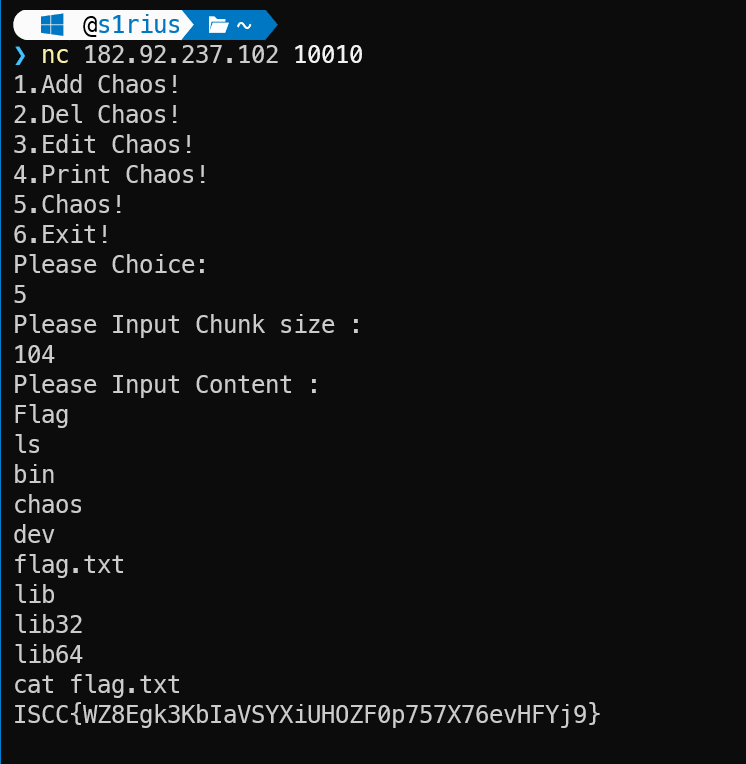 @s1rius ~
❯ nc 182.92.237.102 10010
1.Add Chaos!
2.Del Chaos!
3.Edit Chaos!
4.Print Chaos!
5.Chaos!
6.Exit!
Please Choice:
5
Please Input Chunk size :
104
Please Input Content :
Flag
ls
bin
chaos
dev
flag.txt
lib
lib32
lib64
cat flag.txt
ISCC{WZ8Egk3KbIaVSYXiUHOZF0p757X76evHFYj9}